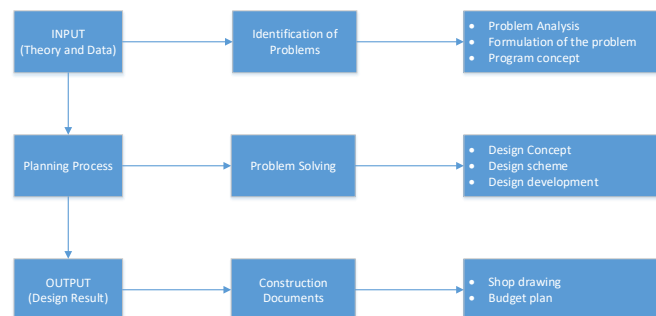 INPUT
(Theory and Data)
Identification of
Problems
• Problem Analysis
• Formulation of the problem
• Program concept
Planning Process
Problem Solving
• Design Concept
• Design scheme
• Design development
OUTPUT
(Design Result)
Construction
Documents
• Shop drawing
• Budget plan